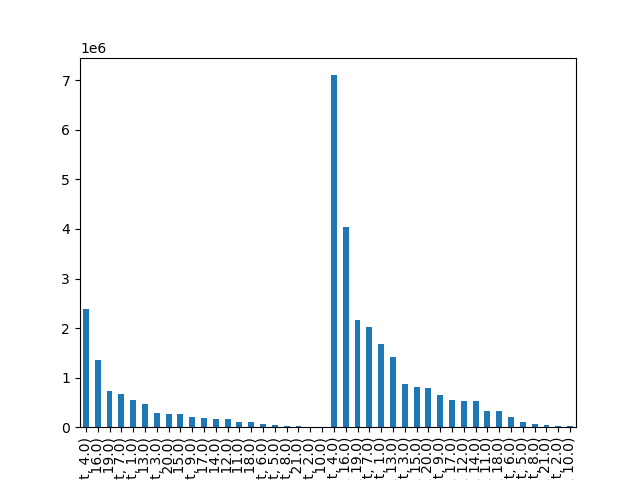 1e6
7
6
5
4
3
2
1
0
t, 4.0)
16.0)
19.0)
t, 7.0)
t, 1.0)
13.0)
t, 3.0)
20.0)
15.0)
t, 9.0)
17.0)
14.0)
12.0)
11.0)
18.0)
t, 6.0)
t, 5.0)
t, 8.0)
21.0)
t, 2.0)
10.0)
t, 4.0)
16.0)
19.0)
t, 7.0)
t, 1.0)
13.0)
t, 3.0)
15.0)
20.0)
t, 9.0)
17.0)
12.0)
14.0)
11.0)
18.0)
t, 6.0)
t, 5.0)
t, 8.0)
21.0)
t, 2.0)
10.0)